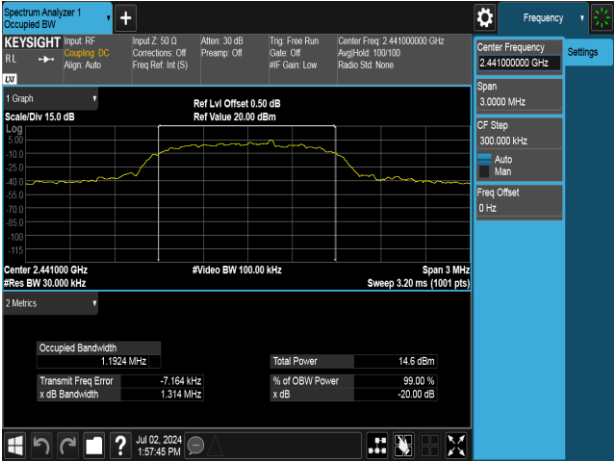 Spectrum Analyzer 1
Occupied BW
Frequency
KEYSIGHT
Input: RF
Coupling: DC
Align: Auto
Input Z: 50 Ω
Corrections: Off
Freq Ref: Int (S)
Atten: 30 dB
Preamp: Off
Trig: Free Run
Gate: Off
#IF Gain: Low
Center Freq: 2.441000000 GHz
Avg|Hold: 100/100
Radio Std: None
RL
LXI
Center Frequency
2.441000000 GHz
Settings
Span
3.0000 MHz
CF Step
300.000 kHz
Auto
Man
Freq Offset
0 Hz
1 Graph
Scale/Div 15.0 dB
Ref Lvl Offset 0.50 dB
Ref Value 20.00 dBm
Log
5.00
-10.0
-25.0
-40.0
-55.0
-70.0
-85.0
-100
-115
Center 2.441000 GHz
#Video BW 100.00 kHz
Span 3 MHz
#Res BW 30.000 kHz
Sweep 3.20 ms (1001 pts)
2 Metrics
Occupied Bandwidth
1.1924 MHz
Total Power 14.6 dBm
Transmit Freq Error -7.164 kHz
% of OBW Power 99.00 %
x dB Bandwidth 1.314 MHz
x dB -20.00 dB
?
Jul 02, 2024
1:57:45 PM